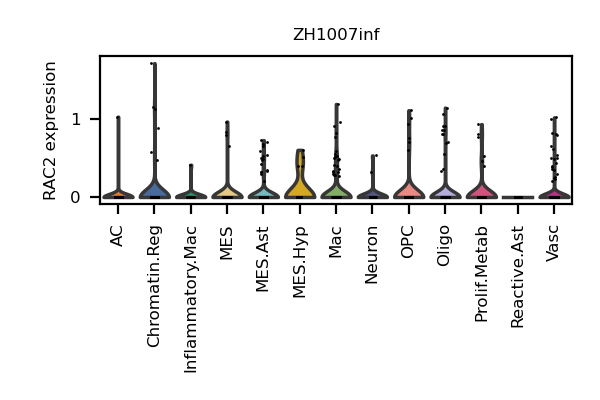 ZH1007inf
RAC2 expression
1
0
AC
Chromatin.Reg
Inflammatory.Mac
MES
MES.Ast
MES.Hyp
Mac
Neuron
OPC
Oligo
Prolif.Metab
Reactive.Ast
Vasc